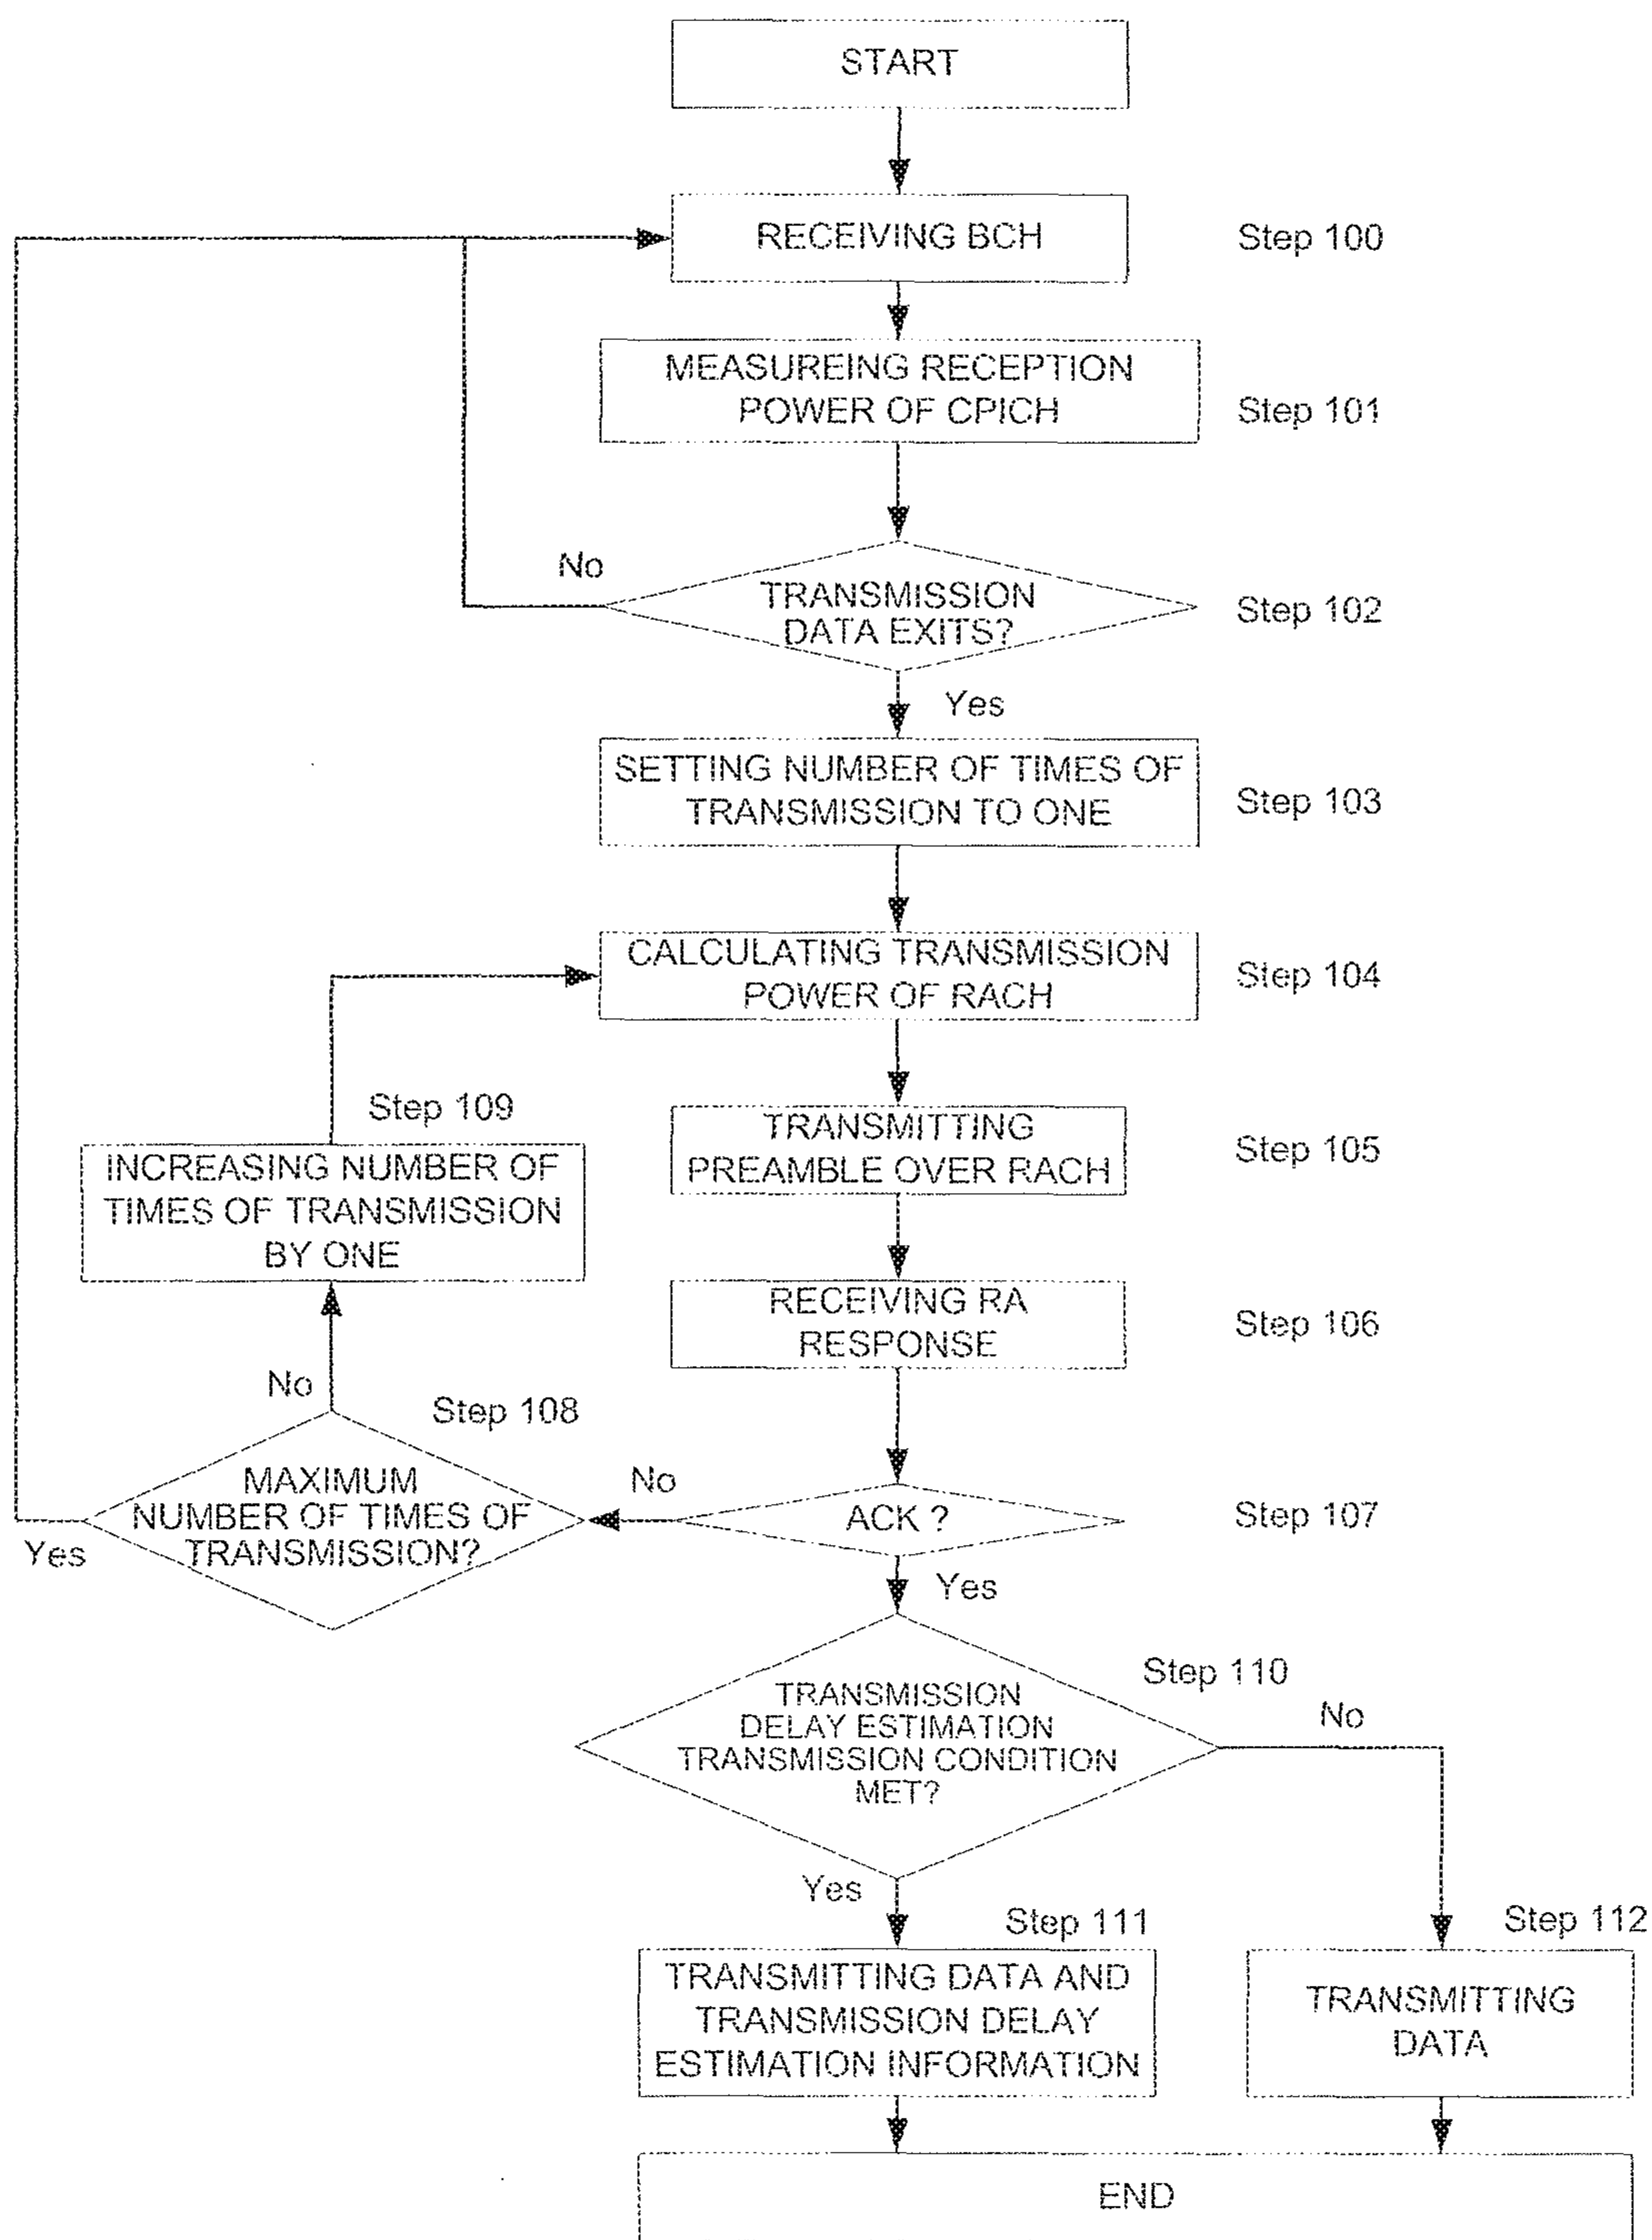 START
RECEIVING BCH
Step 100
MEASUREING RECEPTION
POWER OF CPICH
Step 101
No
TRANSMISSION
DATA EXITS?
Step 102
Yes
SETTING NUMBER OF TIMES OF
TRANSMISSION TO ONE
Step 103
CALCULATING TRANSMISSION
POWER OF RACH
Step 104
Step 109
INCREASING NUMBER OF
TIMES OF TRANSMISSION
BY ONE
TRANSMITTING
PREAMBLE OVER RACH
Step 105
RECEIVING RA
RESPONSE
Step 106
No
Step 108
MAXIMUM
NUMBER OF TIMES OF
TRANSMISSION?
Yes
No
ACK ?
Step 107
Yes
Step 110
TRANSMISSION
DELAY ESTIMATION
TRANSMISSION CONDITION
MET?
No
Yes
Step 111
TRANSMITTING DATA AND
TRANSMISSION DELAY
ESTIMATION INFORMATION
Step 112
TRANSMITTING
DATA
END